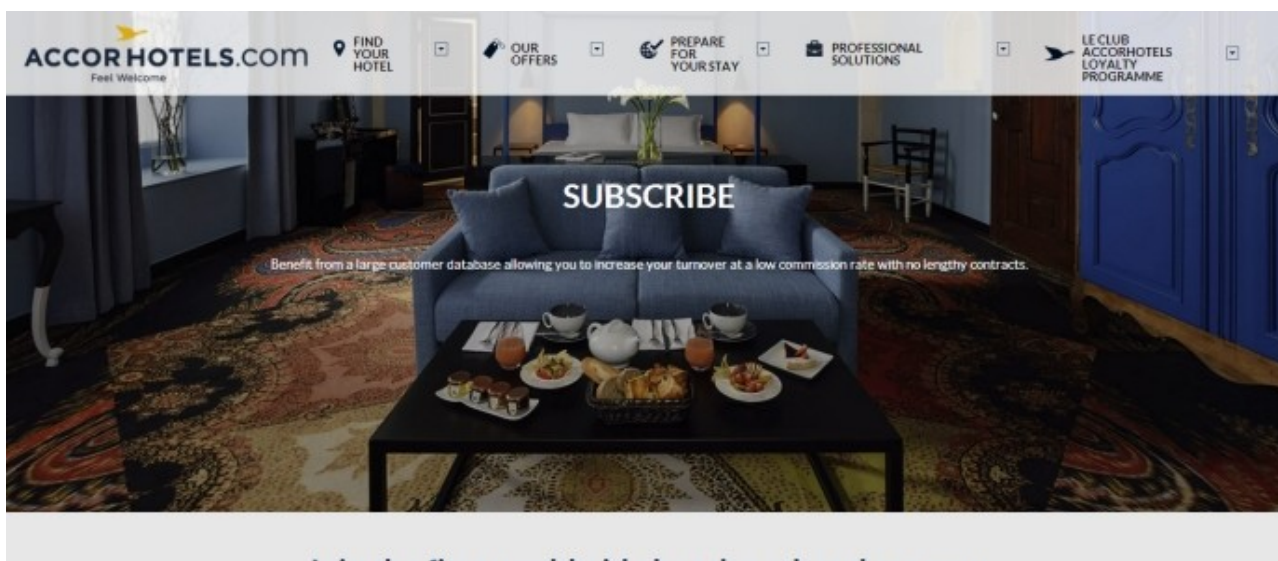 ACCORHOTELS.com
Feel Welcome
FIND
YOUR
HOTEL
OUR
OFFERS
PREPARE
FOR
YOUR STAY
PROFESSIONAL
SOLUTIONS
LE CLUB
ACCORHOTELS
LOYALTY
PROGRAMME
SUBSCRIBE
Benefit from a large customer database allowing you to increase your turnover at a low commission rate with no lengthy contracts.